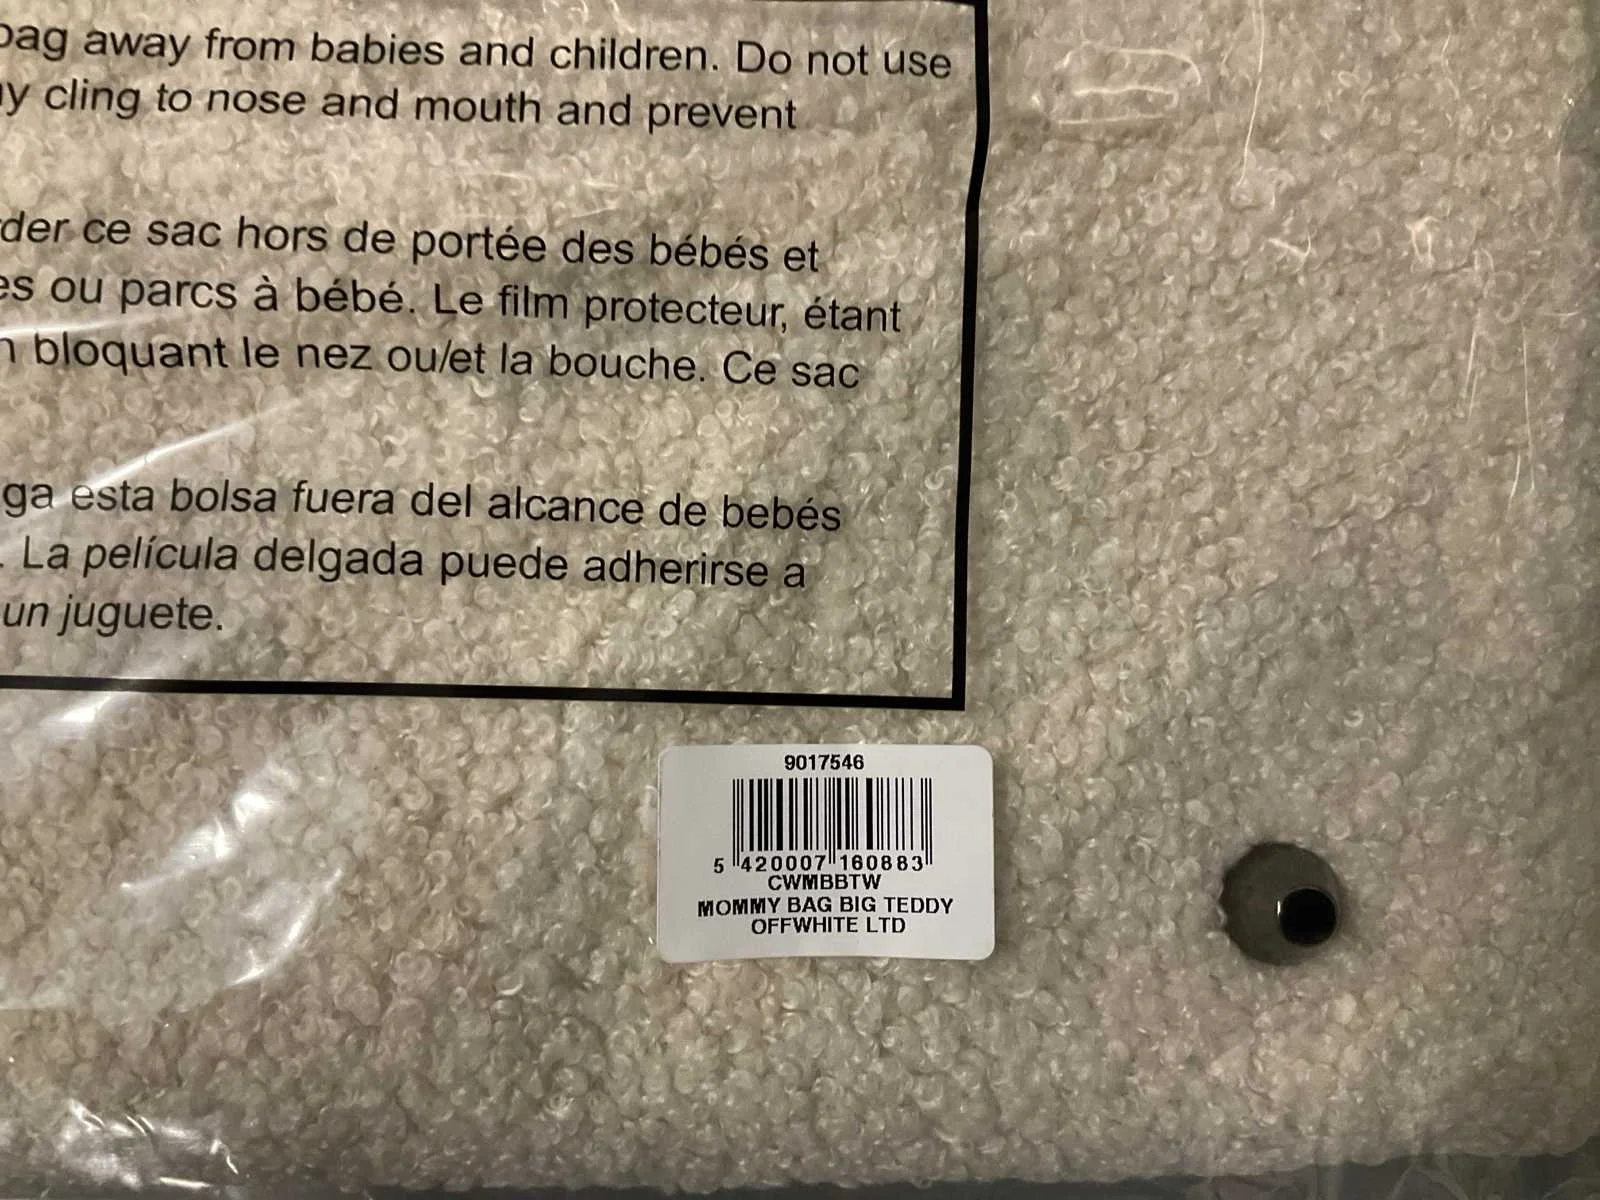 bag away from babies and children. Do not use
cling to nose and mouth and prevent
ce sac hors de portée des bébés et
ou parcs à bébé. Le film protecteur, étant
bloquant le nez ou/et la bouche. Ce sac
esta bolsa fuera del alcance de bebés
. La película delgada puede adherirse a
un juguete.
9017546
5 420007 160883
CWMBBTW
MOMMY BAG BIG TEDDY
OFFWHITE LTD